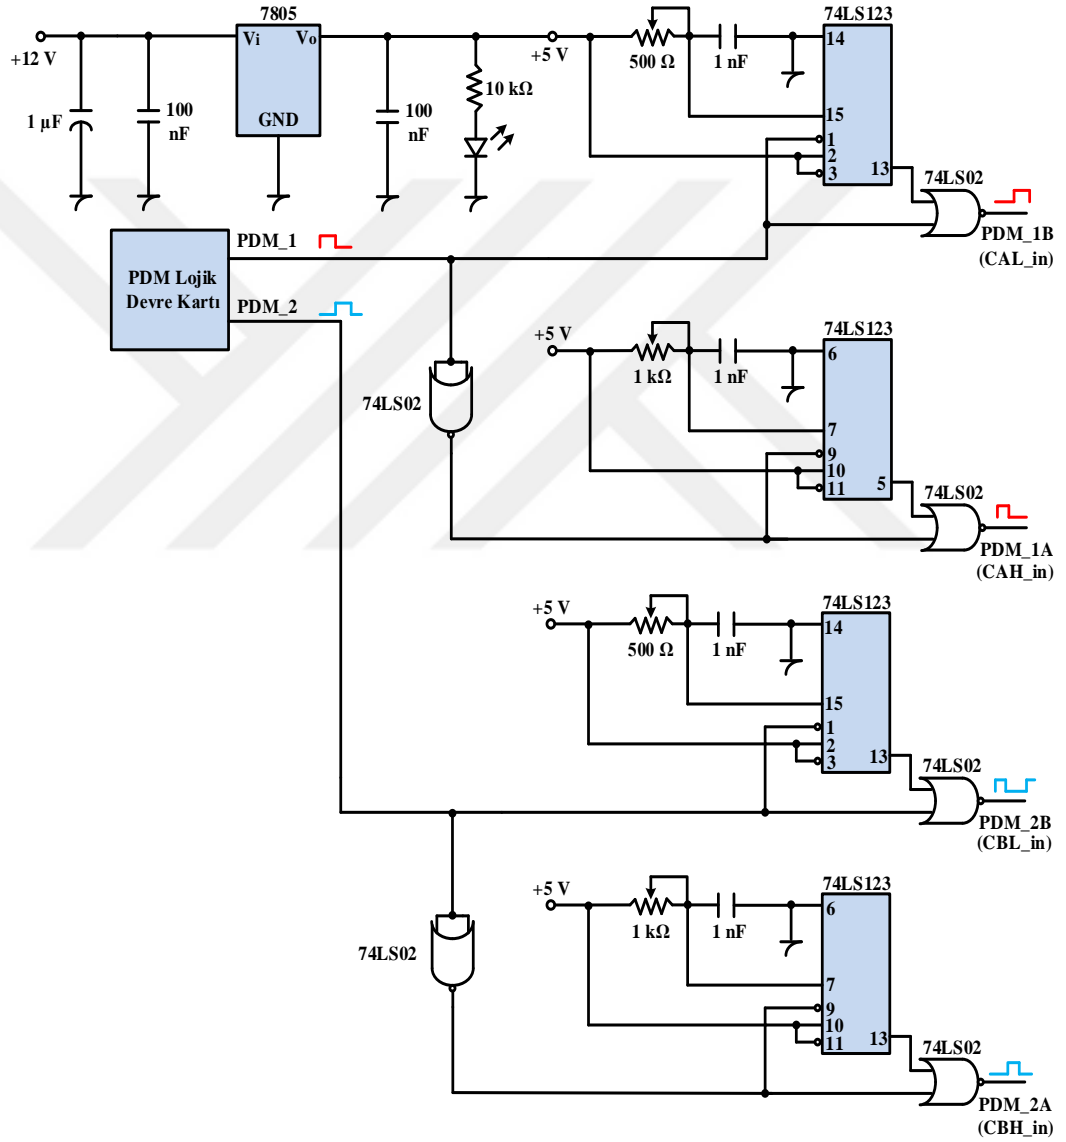 7805
Vi
Vo
GND
+12 V
1 µF
100
nF
100
nF
10 kΩ
+5 V
500 Ω
1 nF
74LS123
14
15
1
2
3
13
74LS02
PDM_1B
(CAL_in)
PDM Lojik
Devre Kartı
PDM_1
PDM_2
74LS02
+5 V
1 kΩ
1 nF
74LS123
6
7
9
10
11
5
74LS02
PDM_1A
(CAH_in)
+5 V
500 Ω
1 nF
74LS123
14
15
1
2
3
13
74LS02
PDM_2B
(CBL_in)
74LS02
+5 V
1 kΩ
1 nF
74LS123
6
7
9
10
11
13
74LS02
PDM_2A
(CBH_in)